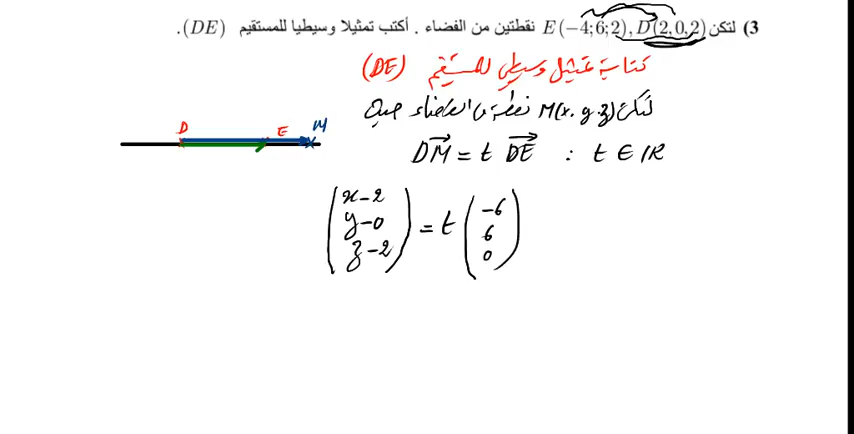 3) لتكن D(2,0,2), E(−4;6;2) نقطتين من الفضاء . أكتب تمثيلا وسيطيا للمستقيم (DE).
كتابة تمثيل وسيطي للمستقيم (DE)
لتكن M(x.y.z) نقطة من الفضاء حيث
D E M
DM = t DE : t ∈ IR
x-2
y-0
z-2
= t
-6
6
0